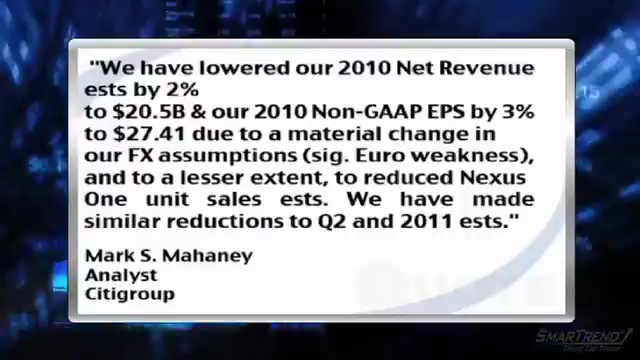 "We have lowered our 2010 Net Revenue
ests by 2%
to $20.5B & our 2010 Non-GAAP EPS by 3%
to $27.41 due to a material change in
our FX assumptions (sig. Euro weakness),
and to a lesser extent, to reduced Nexus
One unit sales ests. We have made
similar reductions to Q2 and 2011 ests."
Mark S. Mahaney
Analyst
Citigroup
SMARTREND